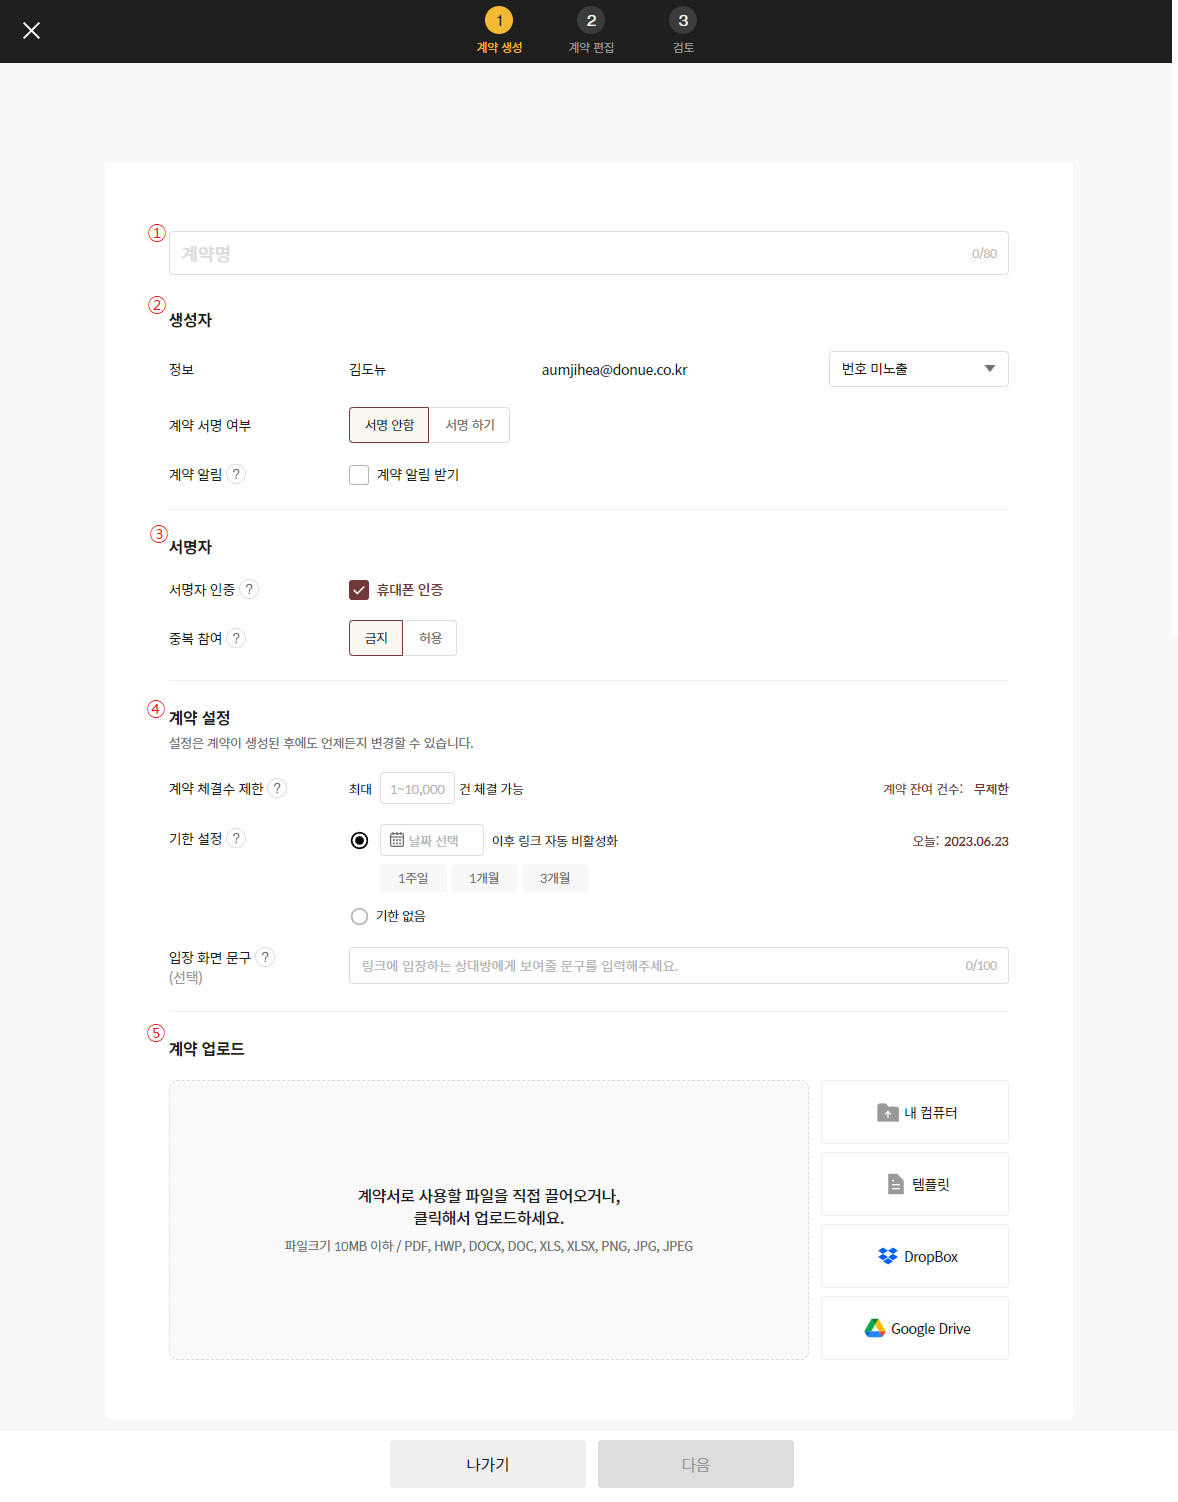 1 2 3
계약 생성 계약 편집 검토
①
계약명 0/80
②
생성자
정보 김도뉴 aumjihea@donue.co.kr 번호 미노출
계약 서명 여부 서명 안함 서명 하기
계약 알림 ? 계약 알림 받기
③
서명자
서명자 인증 ? 휴대폰 인증
중복 참여 ? 금지 허용
④
계약 설정
설정은 계약이 생성된 후에도 언제든지 변경할 수 있습니다.
계약 체결수 제한 ? 최대 1~10,000 건 체결 가능 계약 잔여 건수: 무제한
기한 설정 ? 날짜 선택 이후 링크 자동 비활성화 오늘: 2023.06.23
1주일 1개월 3개월
기한 없음
입장 화면 문구 ? 링크에 입장하는 상대방에게 보여줄 문구를 입력해주세요. 0/100
(선택)
⑤
계약 업로드
내 컴퓨터
템플릿
계약서로 사용할 파일을 직접 끌어오거나,
클릭해서 업로드하세요.
파일크기 10MB 이하 / PDF, HWP, DOCX, DOC, XLS, XLSX, PNG, JPG, JPEG
DropBox
Google Drive
나가기 다음